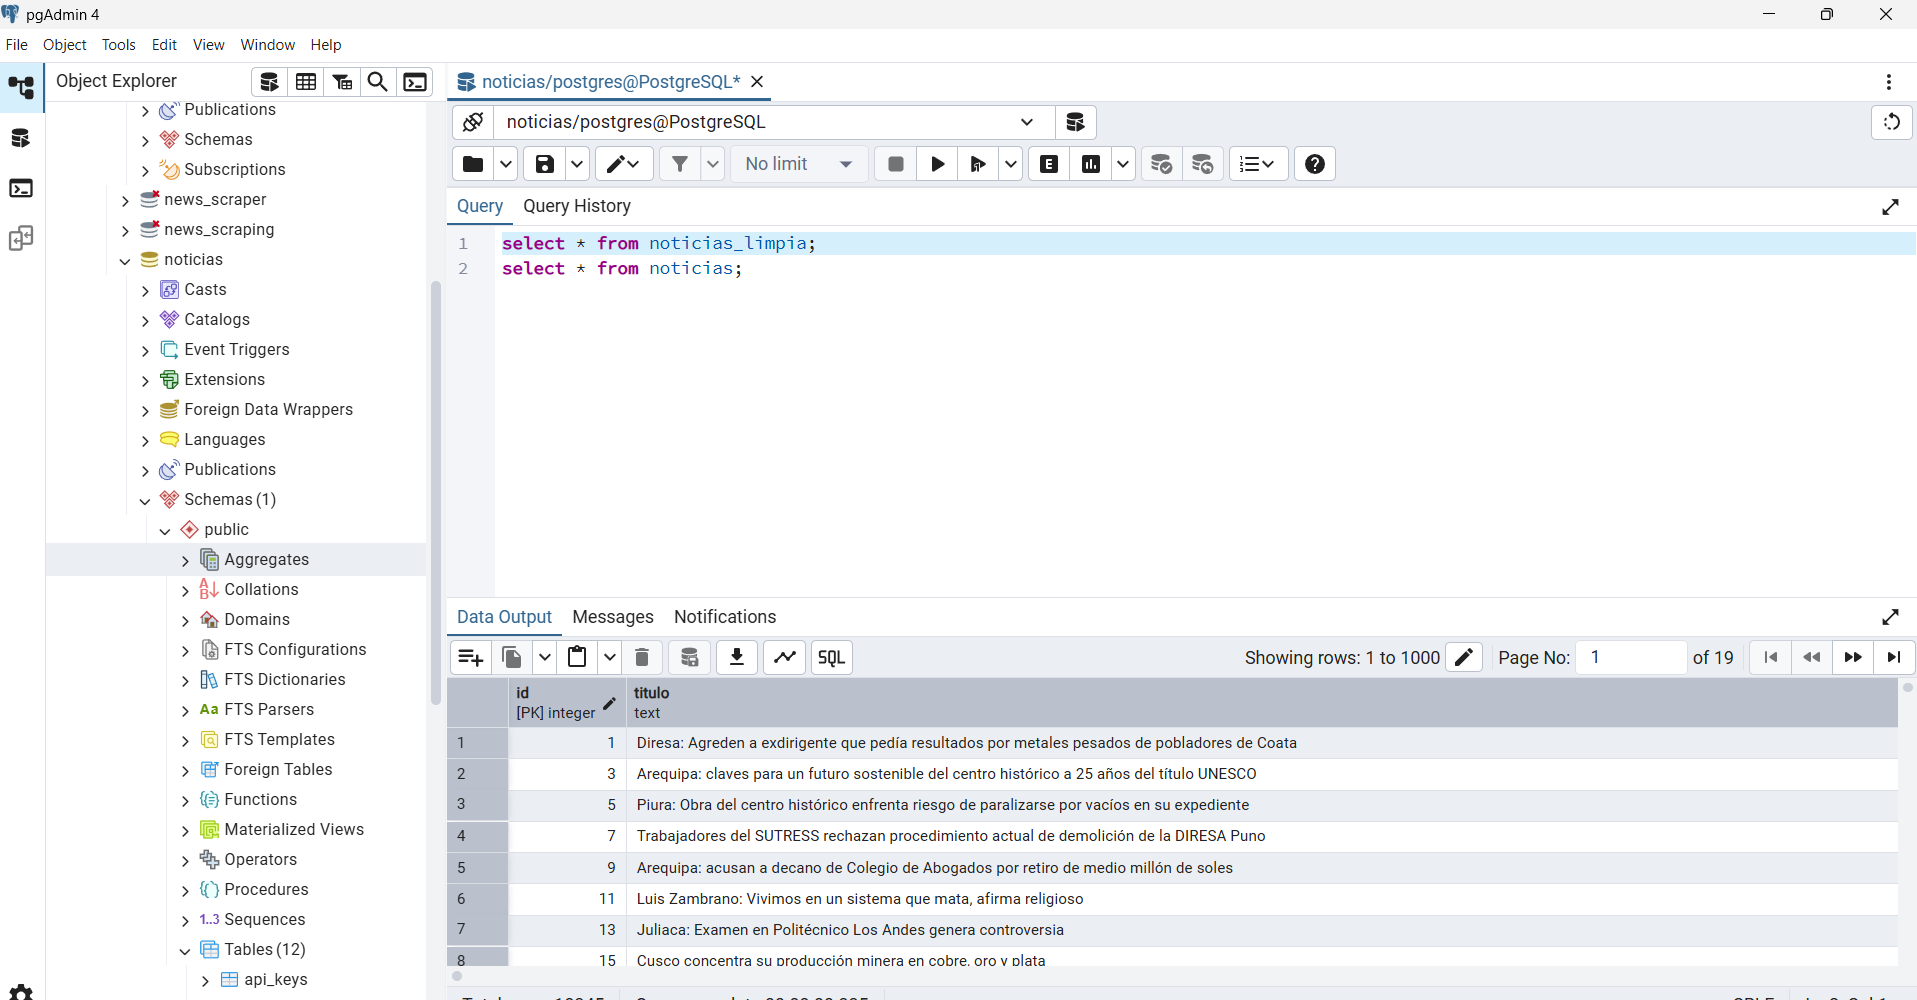 pgAdmin 4
File Object Tools Edit View Window Help
Object Explorer
Publications
Schemas
Subscriptions
news_scraper
news_scraping
noticias
Casts
Catalogs
Event Triggers
Extensions
Foreign Data Wrappers
Languages
Publications
Schemas (1)
public
Aggregates
Collations
Domains
FTS Configurations
FTS Dictionaries
Aa FTS Parsers
FTS Templates
Foreign Tables
Functions
Materialized Views
Operators
Procedures
1..3 Sequences
Tables (12)
api_keys
noticias/postgres@PostgreSQL*
noticias/postgres@PostgreSQL
No limit
E
Query Query History
1 select * from noticias_limpia;
2 select * from noticias;
Data Output Messages Notifications
SQL Showing rows: 1 to 1000 Page No: 1 of 19
id titulo
[PK] integer text
1 1 Diresa: Agreden a exdirigente que pedía resultados por metales pesados de pobladores de Coata
2 3 Arequipa: claves para un futuro sostenible del centro histórico a 25 años del título UNESCO
3 5 Piura: Obra del centro histórico enfrenta riesgo de paralizarse por vacíos en su expediente
4 7 Trabajadores del SUTRESS rechazan procedimiento actual de demolición de la DIRESA Puno
5 9 Arequipa: acusan a decano de Colegio de Abogados por retiro de medio millón de soles
6 11 Luis Zambrano: Vivimos en un sistema que mata, afirma religioso
7 13 Juliaca: Examen en Politécnico Los Andes genera controversia
8 15 Cusco concentra su producción minera en cobre, oro y plata